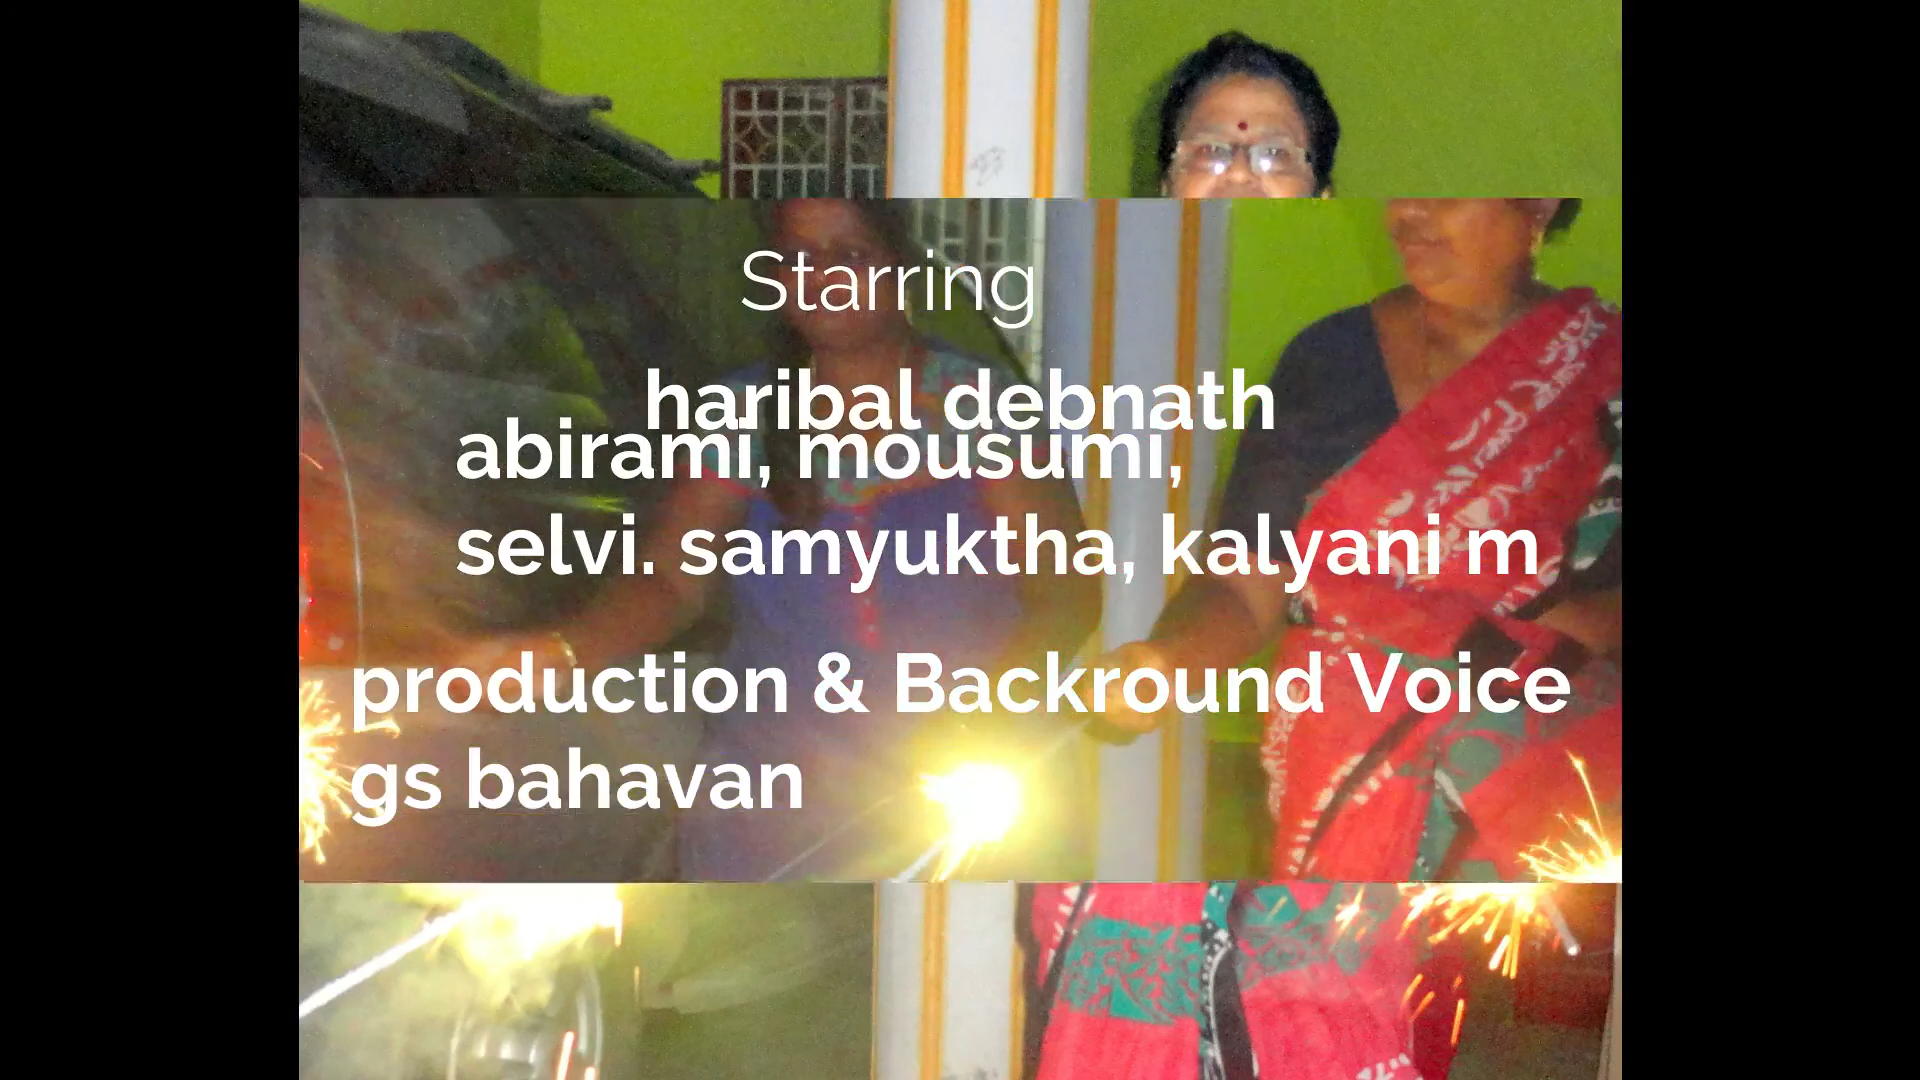 Starring
haribal debnath
abirami, mousumi,
selvi. samyuktha, kalyani m
production & Backround Voice
gs bahavan